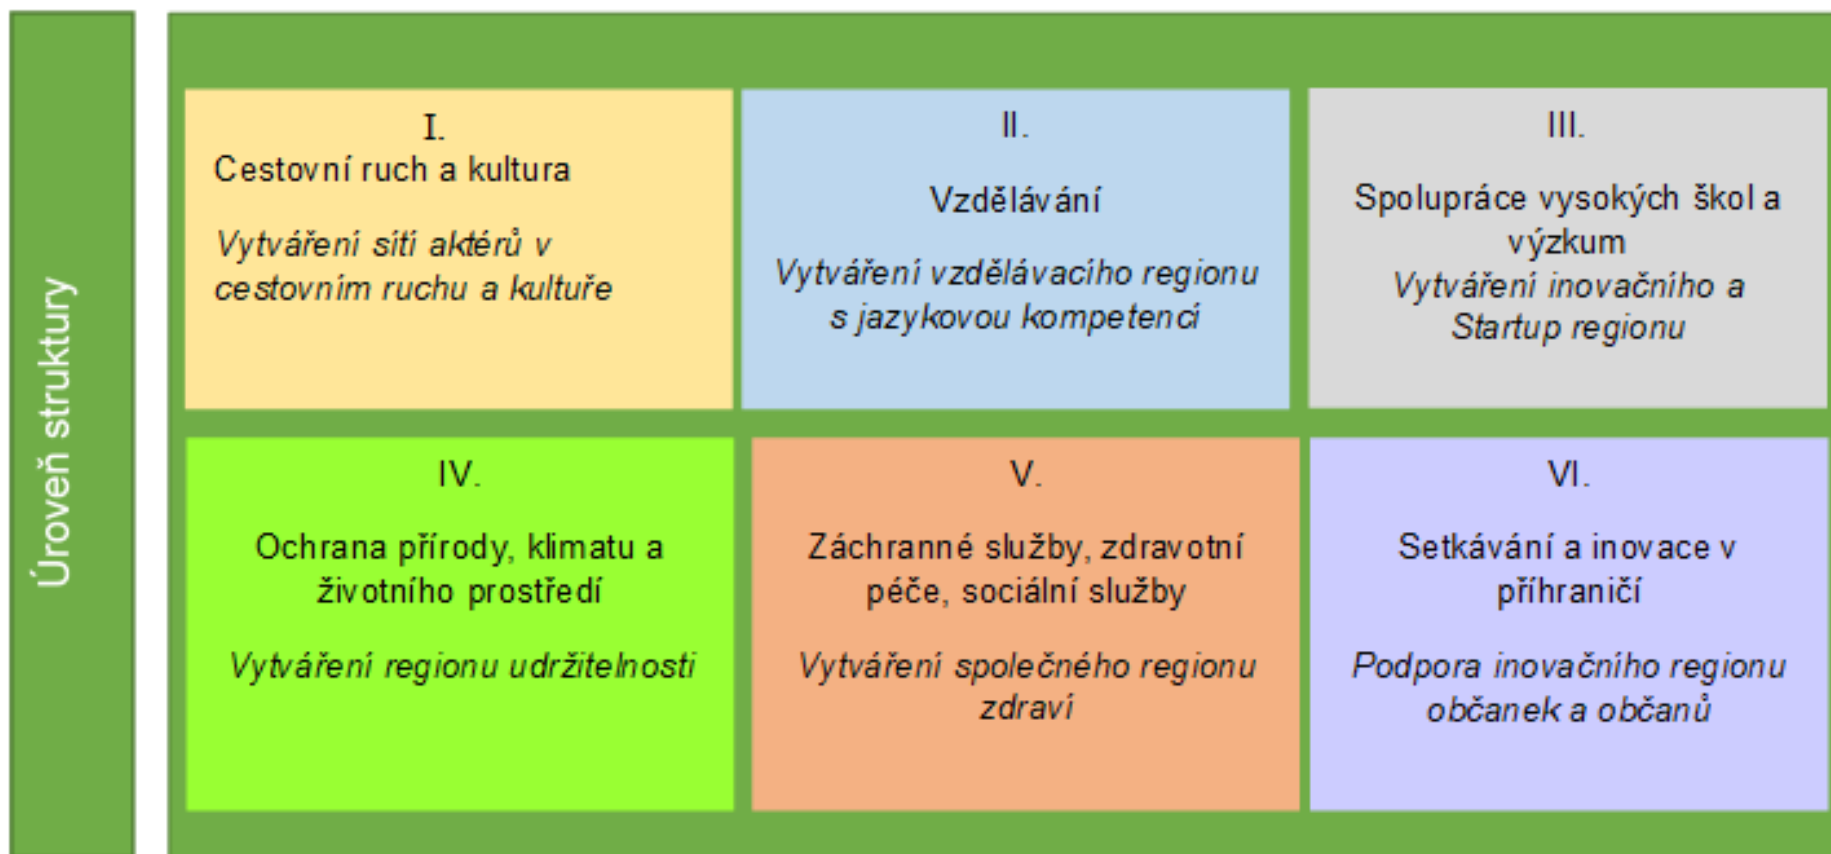 Úroveň struktury
I.
Cestovní ruch a kultura
Vytváření sítí aktérů v
cestovním ruchu a kultuře
II.
Vzdělávání
Vytváření vzdělávacího regionu
s jazykovou kompetencí
III.
Spolupráce vysokých škol a
výzkum
Vytváření inovačního a
Startup regionu
IV.
Ochrana přírody, klimatu a
životního prostředí
Vytváření regionu udržitelnosti
V.
Záchranné služby, zdravotní
péče, sociální služby
Vytváření společného regionu
zdraví
VI.
Setkávání a inovace v
příhraničí
Podpora inovačního regionu
občanek a občanů